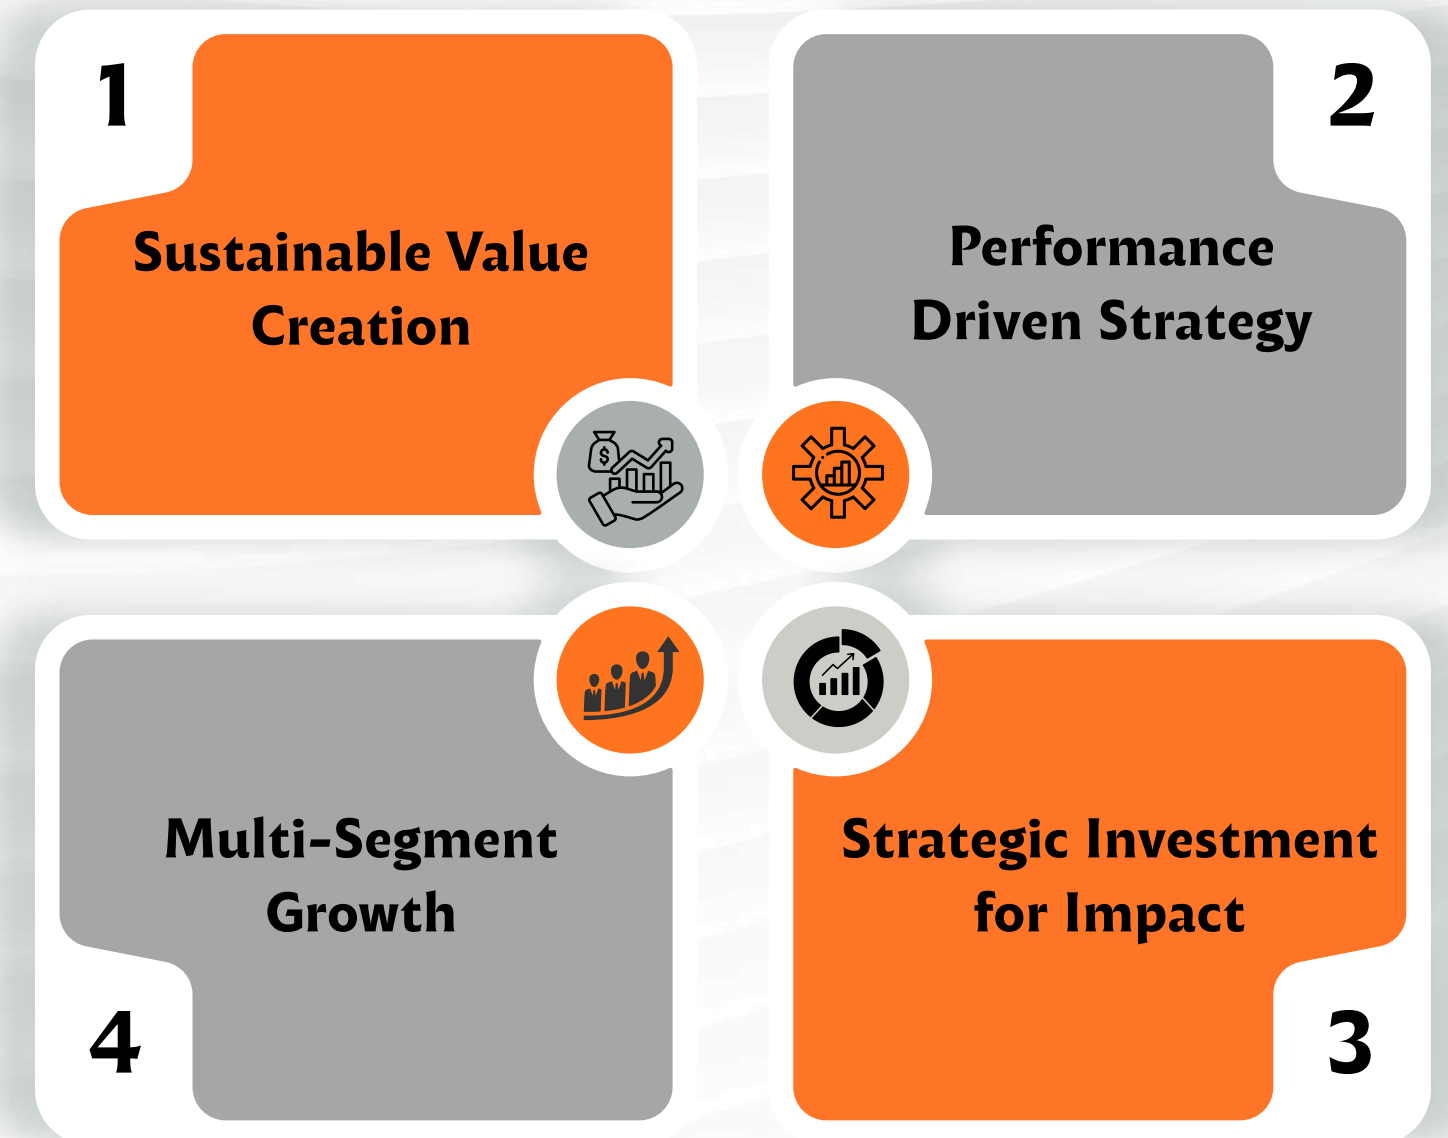 1
Sustainable Value
Creation
2
Performance
Driven Strategy
$
Strategic Investment
for Impact
3
Multi-Segment
Growth
4